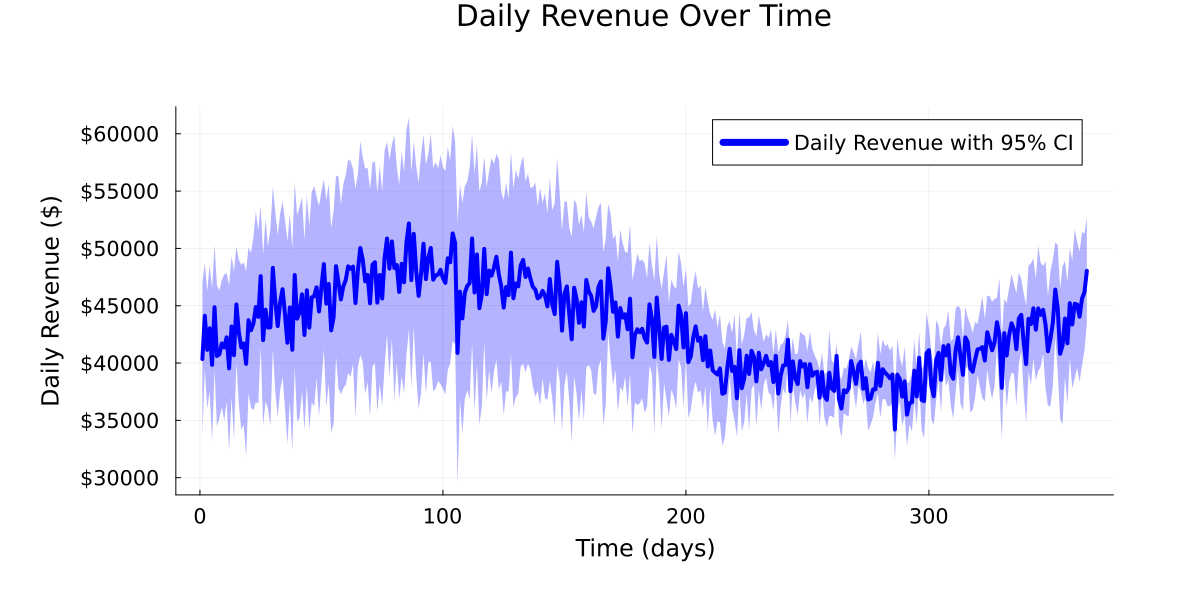 Daily Revenue Over Time
Daily Revenue with 95% CI
Daily Revenue ($)
$60000
$55000
$50000
$45000
$40000
$35000
$30000
0 100 200 300
Time (days)